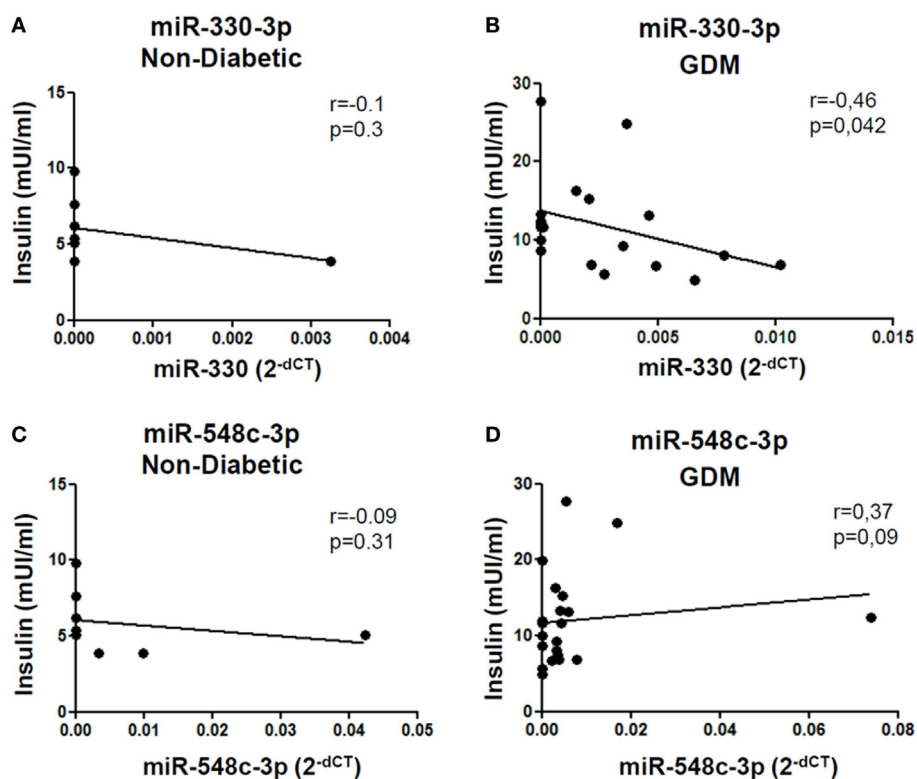 A
miR-330-3p
Non-Diabetic
r=-0.1
p=0.3
Insulin (mUI/ml)
15
10
5
0
0.000 0.001 0.002 0.003 0.004
miR-330 (2-dCT)
B
miR-330-3p
GDM
r=-0,46
p=0,042
Insulin (mUI/ml)
30
20
10
0
0.000 0.005 0.010 0.015
miR-330 (2-dCT)
C
miR-548c-3p
Non-Diabetic
r=-0.09
p=0.31
Insulin (mUI/ml)
15
10
5
0
0.00 0.01 0.02 0.03 0.04 0.05
miR-548c-3p (2-dCT)
D
miR-548c-3p
GDM
r=0,37
p=0,09
Insulin (mUI/ml)
30
20
10
0
0.00 0.02 0.04 0.06 0.08
miR-548c-3p (2-dCT)